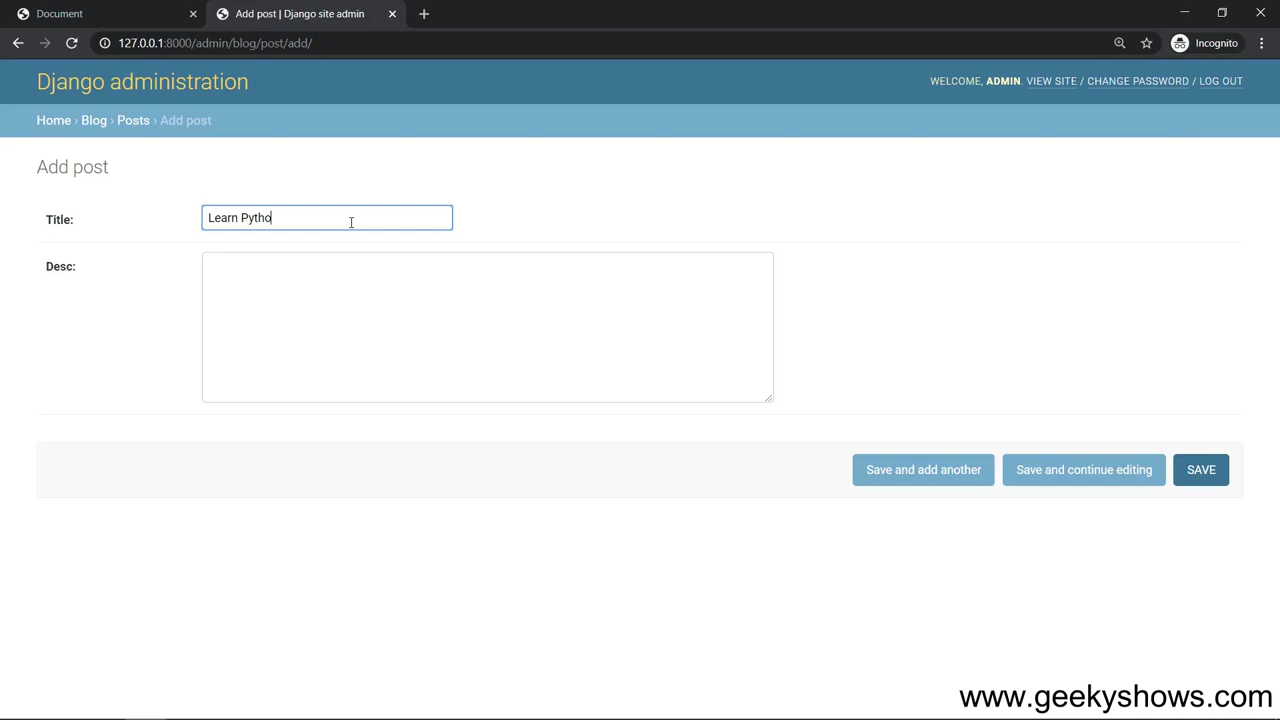 Document
Add post | Django site admin
127.0.0.1:8000/admin/blog/post/add/
Incognito
Django administration
WELCOME, ADMIN. VIEW SITE / CHANGE PASSWORD / LOG OUT
Home › Blog › Posts › Add post
Add post
Title:
Learn Pytho
Desc:
Save and add another
Save and continue editing
SAVE
www.geekyshows.com